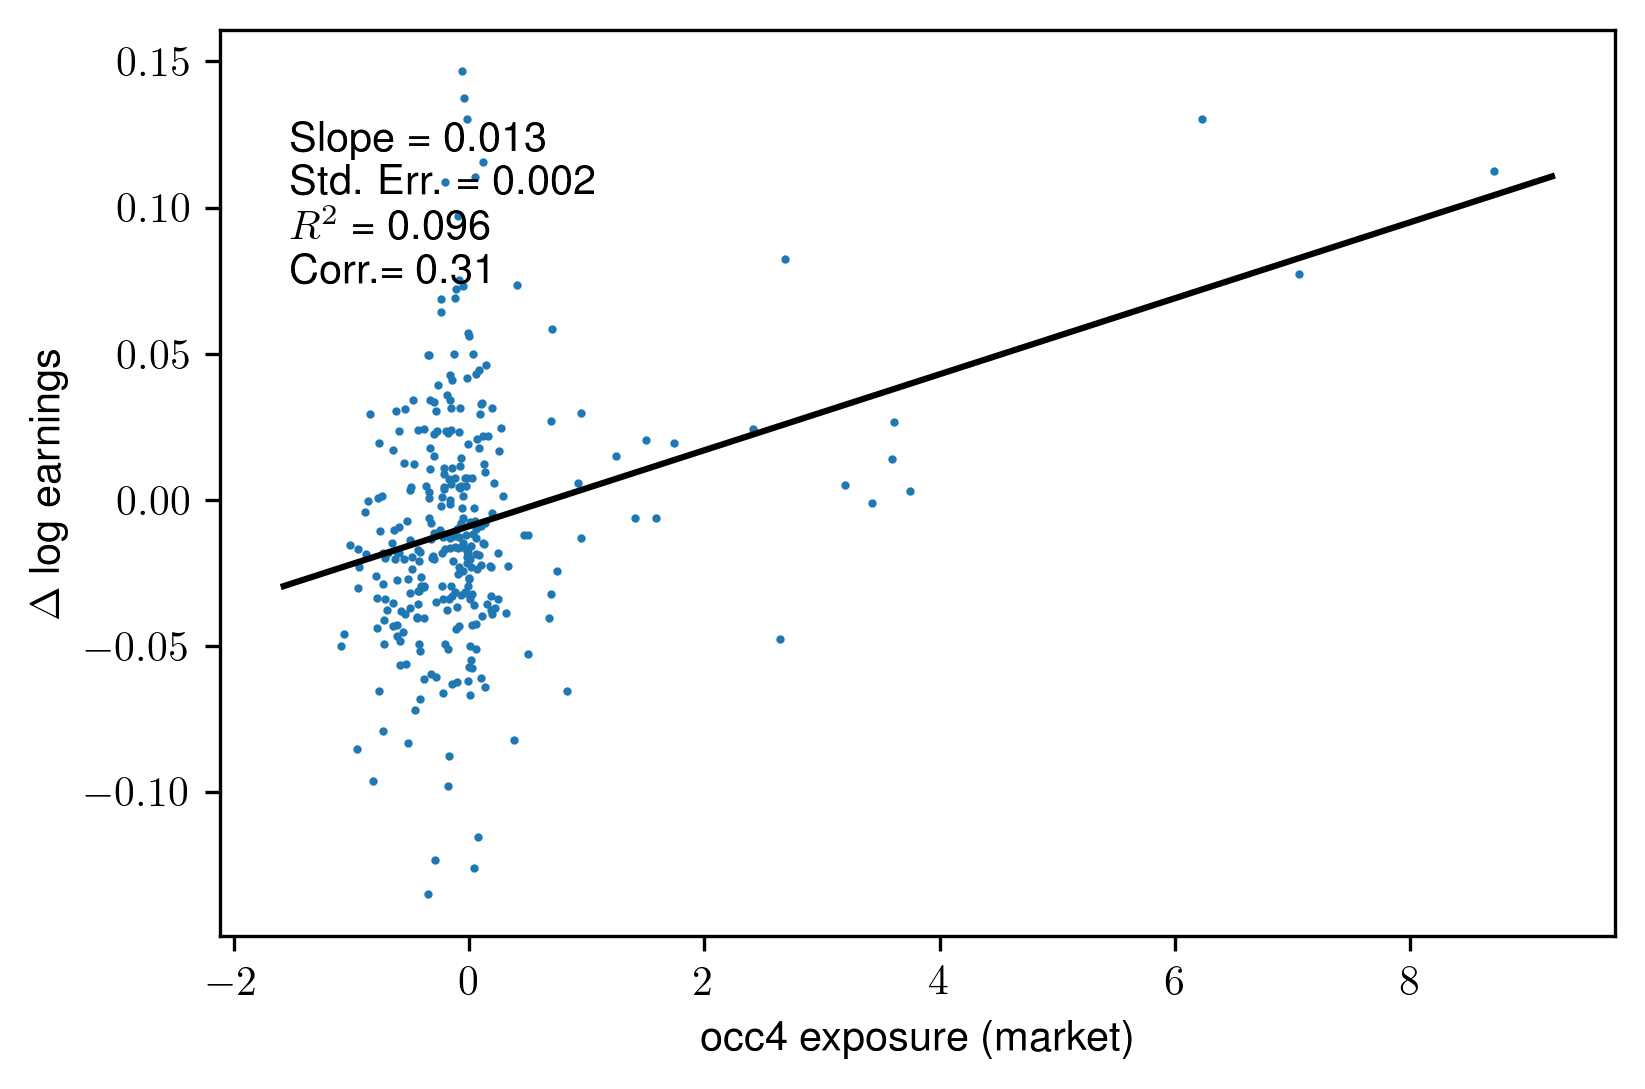 0.15
0.10
0.05
0.00
−0.05
−0.10
Δ log earnings
Slope = 0.013
Std. Err. = 0.002
R² = 0.096
Corr.= 0.31
−2 0 2 4 6 8
occ4 exposure (market)